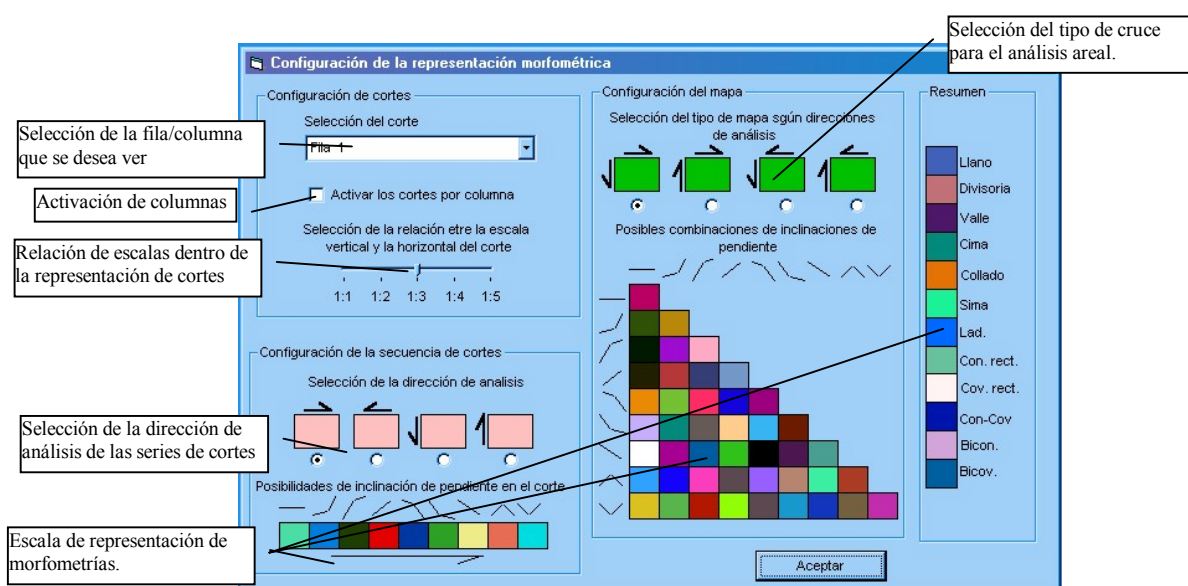 Selección del tipo de cruce
para el análisis areal.
Configuración de la representación morfométrica
Configuración de cortes
Selección del corte
Fila 1
Activar los cortes por columna
Selección de la relación etre la escala
vertical y la horizontal del corte
1:1 1:2 1:3 1:4 1:5
Selección de la fila/columna
que se desea ver
Activación de columnas
Relación de escalas dentro de
la representación de cortes
Configuración de la secuencia de cortes
Selección de la dirección de analisis
Posibilidades de inclinación de pendiente en el corte
Selección de la dirección de
análisis de las series de cortes
Escala de representación de
morfometrías.
Configuración del mapa
Selección del tipo de mapa sgún direcciones
de análisis
Posibles combinaciones de inclinaciones de
pendiente
Aceptar
Resumen
Llano
Divisoria
Valle
Cima
Collado
Sima
Lad.
Con. rect.
Cov. rect.
Con-Cov
Bicon.
Bicov.